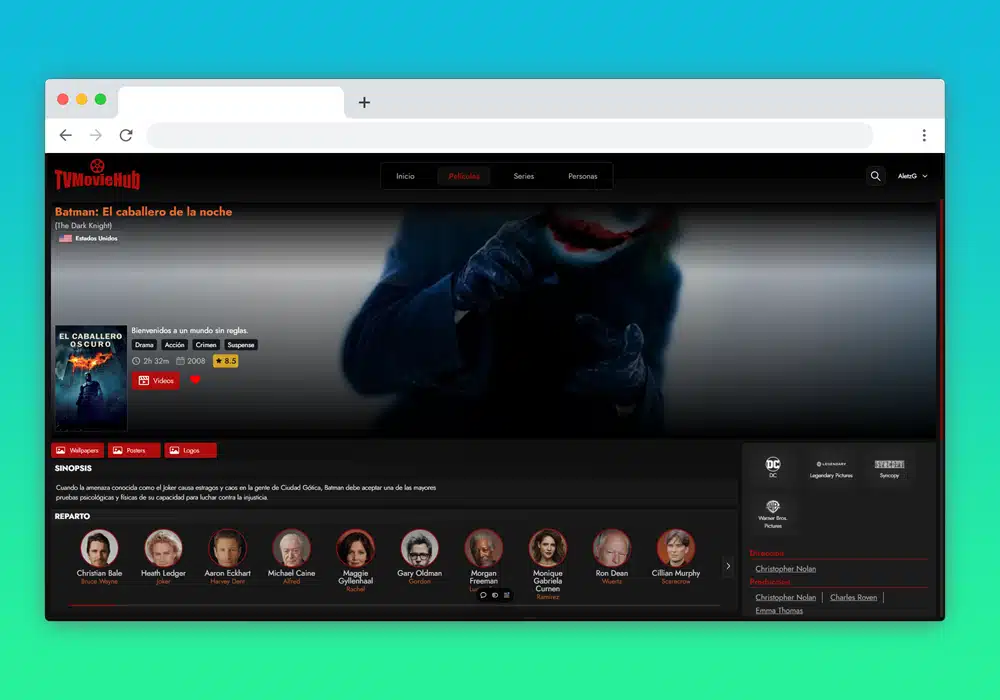 TVMovieHub
Inicio
Películas
Series
Personas
AletzG
Batman: El caballero de la noche
(The Dark Knight)
Estados Unidos
EL CABALLERO
OSCURO
Bienvenidos a un mundo sin reglas.
Drama
Acción
Crimen
Suspense
2h 32m
2008
8.5
Videos
Wallpapers
Posters
Logos
SINOPSIS
Cuando la amenaza conocida como el Joker causa estragos y caos en la gente de Ciudad Gótica, Batman debe aceptar una de las mayores
pruebas psicológicas y físicas de su capacidad para luchar contra la injusticia.
REPARTO
Christian Bale
Bruce Wayne
Heath Ledger
Joker
Aaron Eckhart
Harvey Dent
Michael Caine
Alfred
Maggie
Gyllenhaal
Rachel
Gary Oldman
Gordon
Morgan
Freeman
Monique
Gabriela
Curnen
Ramirez
Ron Dean
Wuertz
Cillian Murphy
Scarecrow
DC
DC
LEGENDARY
Legendary Pictures
SYNCOPY
Syncopy
Warner Bros.
Pictures
Christopher Nolan
Christopher Nolan
Charles Roven
Emma Thomas